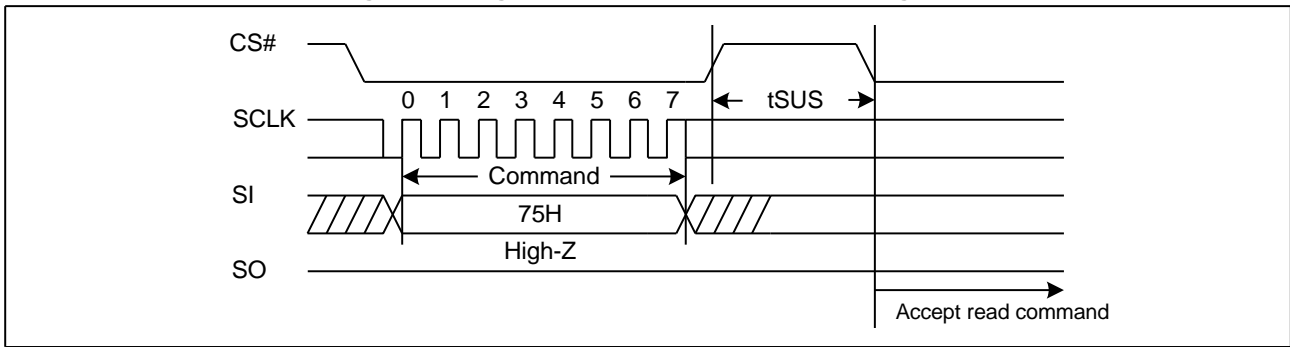 CS#
0 1 2 3 4 5 6 7
tSUS
SCLK
Command
SI
75H
High-Z
SO
Accept read command